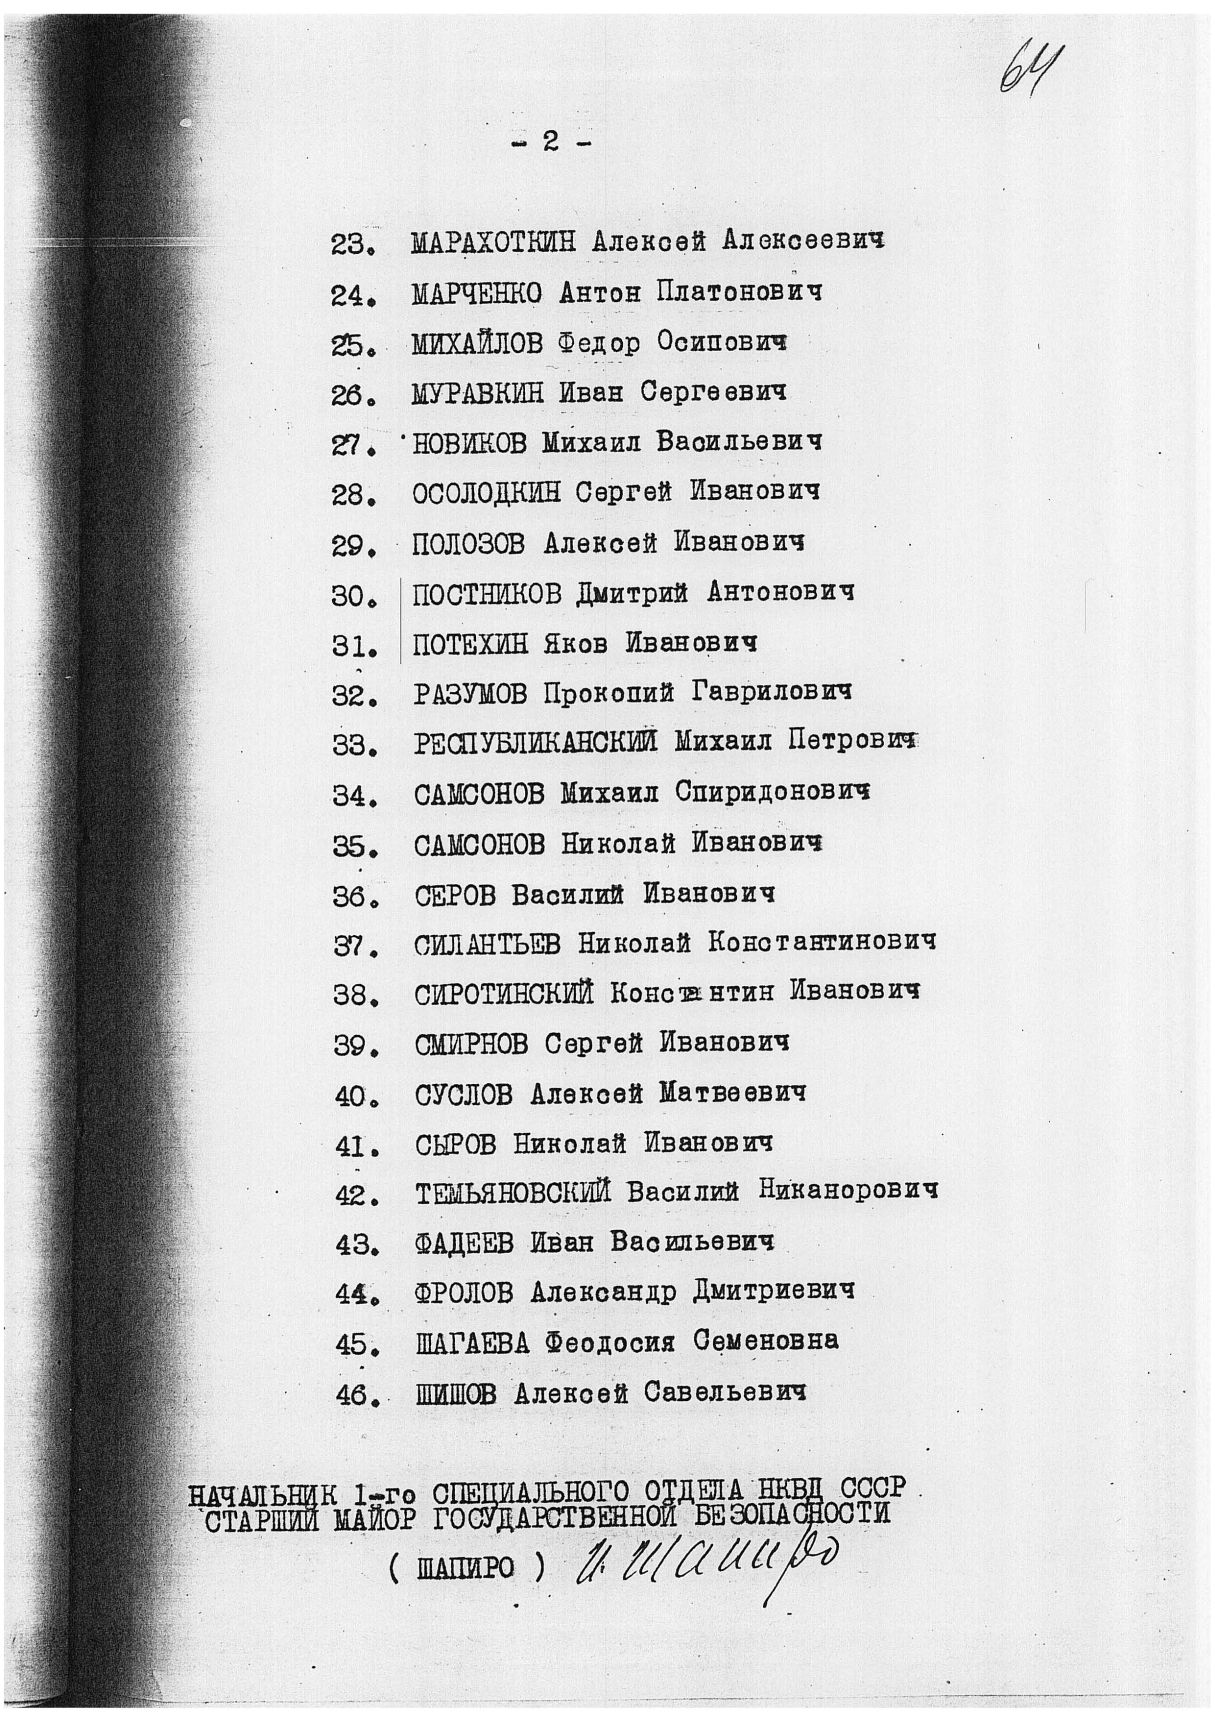 64
- 2 -
23. МАРАХОТКИН Алексей Алексеевич
24. МАРЧЕНКО Антон Платонович
25. МИХАЙЛОВ Федор Осипович
26. МУРАВКИН Иван Сергеевич
27. НОВИКОВ Михаил Васильевич
28. ОСОЛОДКИН Сергей Иванович
29. ПОЛОЗОВ Алексей Иванович
30. ПОСТНИКОВ Дмитрий Антонович
31. ПОТЕХИН Яков Иванович
32. РАЗУМОВ Прокопий Гаврилович
33. РЕСПУБЛИКАНСКИЙ Михаил Петрович
34. САМСОНОВ Михаил Спиридонович
35. САМСОНОВ Николай Иванович
36. СЕРОВ Василий Иванович
37. СИЛАНТЬЕВ Николай Константинович
38. СИРОТИНСКИЙ Константин Иванович
39. СМИРНОВ Сергей Иванович
40. СУСЛОВ Алексей Матвеевич
41. СЫРОВ Николай Иванович
42. ТЕМЬЯНОВСКИЙ Василий Никанорович
43. ФАДЕЕВ Иван Васильевич
44. ФРОЛОВ Александр Дмитриевич
45. ШАГАЕВА Феодосия Семеновна
46. ШИШОВ Алексей Савельевич
НАЧАЛЬНИК 1-го СПЕЦИАЛЬНОГО ОТДЕЛА НКВД СССР
СТАРШИЙ МАЙОР ГОСУДАРСТВЕННОЙ БЕЗОПАСНОСТИ
( ШАПИРО ) И. Шапиро